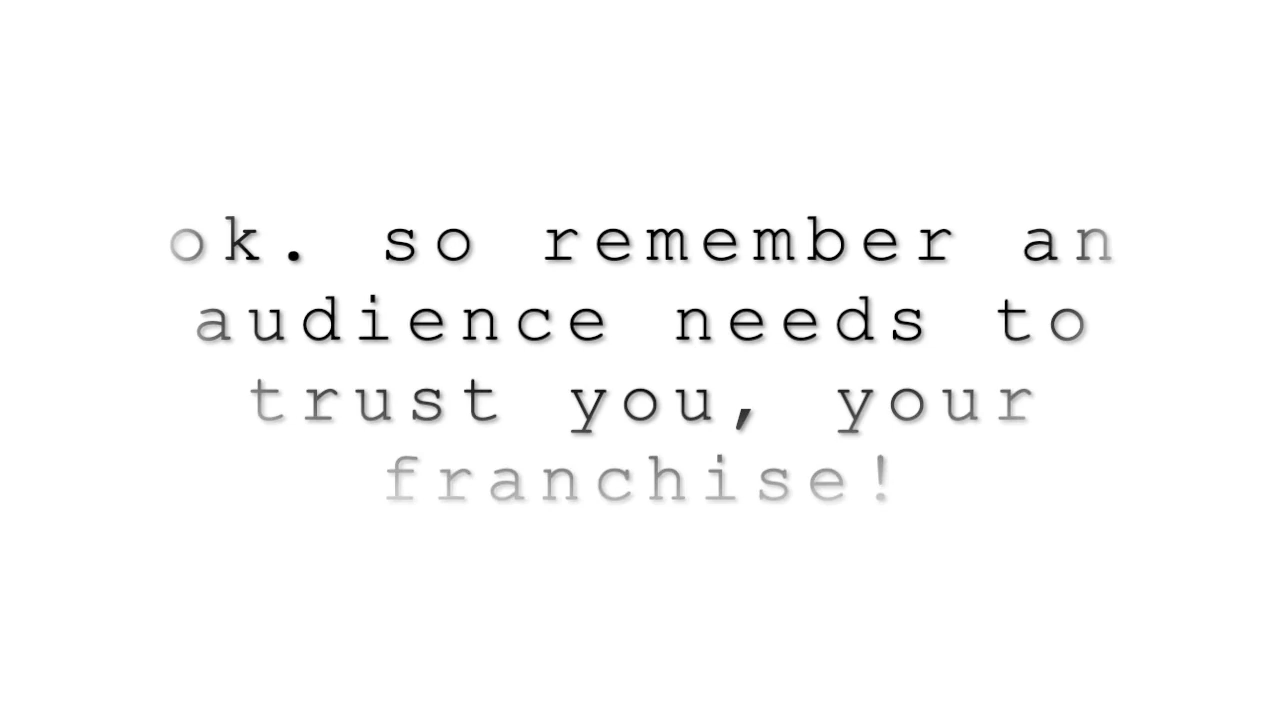 ok. so remember an
audience needs to
trust you, your
franchise!